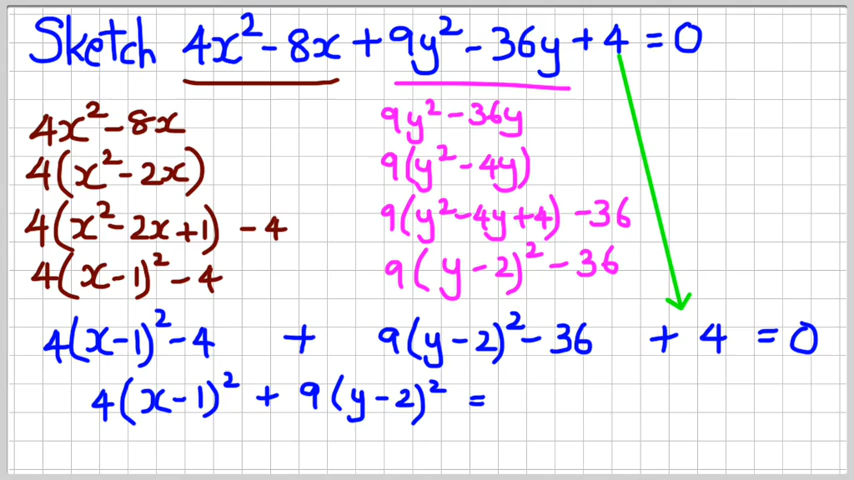 Sketch 4x² - 8x + 9y² - 36y + 4 = 0
4x² - 8x
4(x² - 2x)
4(x² - 2x + 1) - 4
4(x - 1)² - 4
9y² - 36y
9(y² - 4y)
9(y² - 4y + 4) - 36
9(y - 2)² - 36
4(x - 1)² - 4 + 9(y - 2)² - 36 + 4 = 0
4(x - 1)² + 9(y - 2)² =